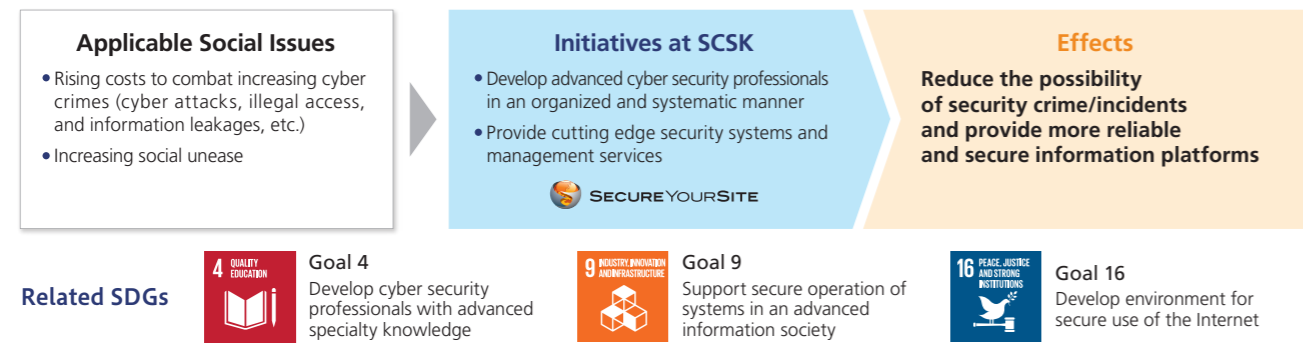 Applicable Social Issues
• Rising costs to combat increasing cyber
crimes (cyber attacks, illegal access,
and information leakages, etc.)
• Increasing social unease
Initiatives at SCSK
• Develop advanced cyber security professionals
in an organized and systematic manner
• Provide cutting edge security systems and
management services
SECUREYOURSITE
Effects
Reduce the possibility
of security crime/incidents
and provide more reliable
and secure information platforms
Related SDGs
4 QUALITY
EDUCATION
Goal 4
Develop cyber security
professionals with advanced
specialty knowledge
9 INDUSTRY, INNOVATION
AND INFRASTRUCTURE
Goal 9
Support secure operation of
systems in an advanced
information society
16 PEACE, JUSTICE
AND STRONG
INSTITUTIONS
Goal 16
Develop environment for
secure use of the Internet